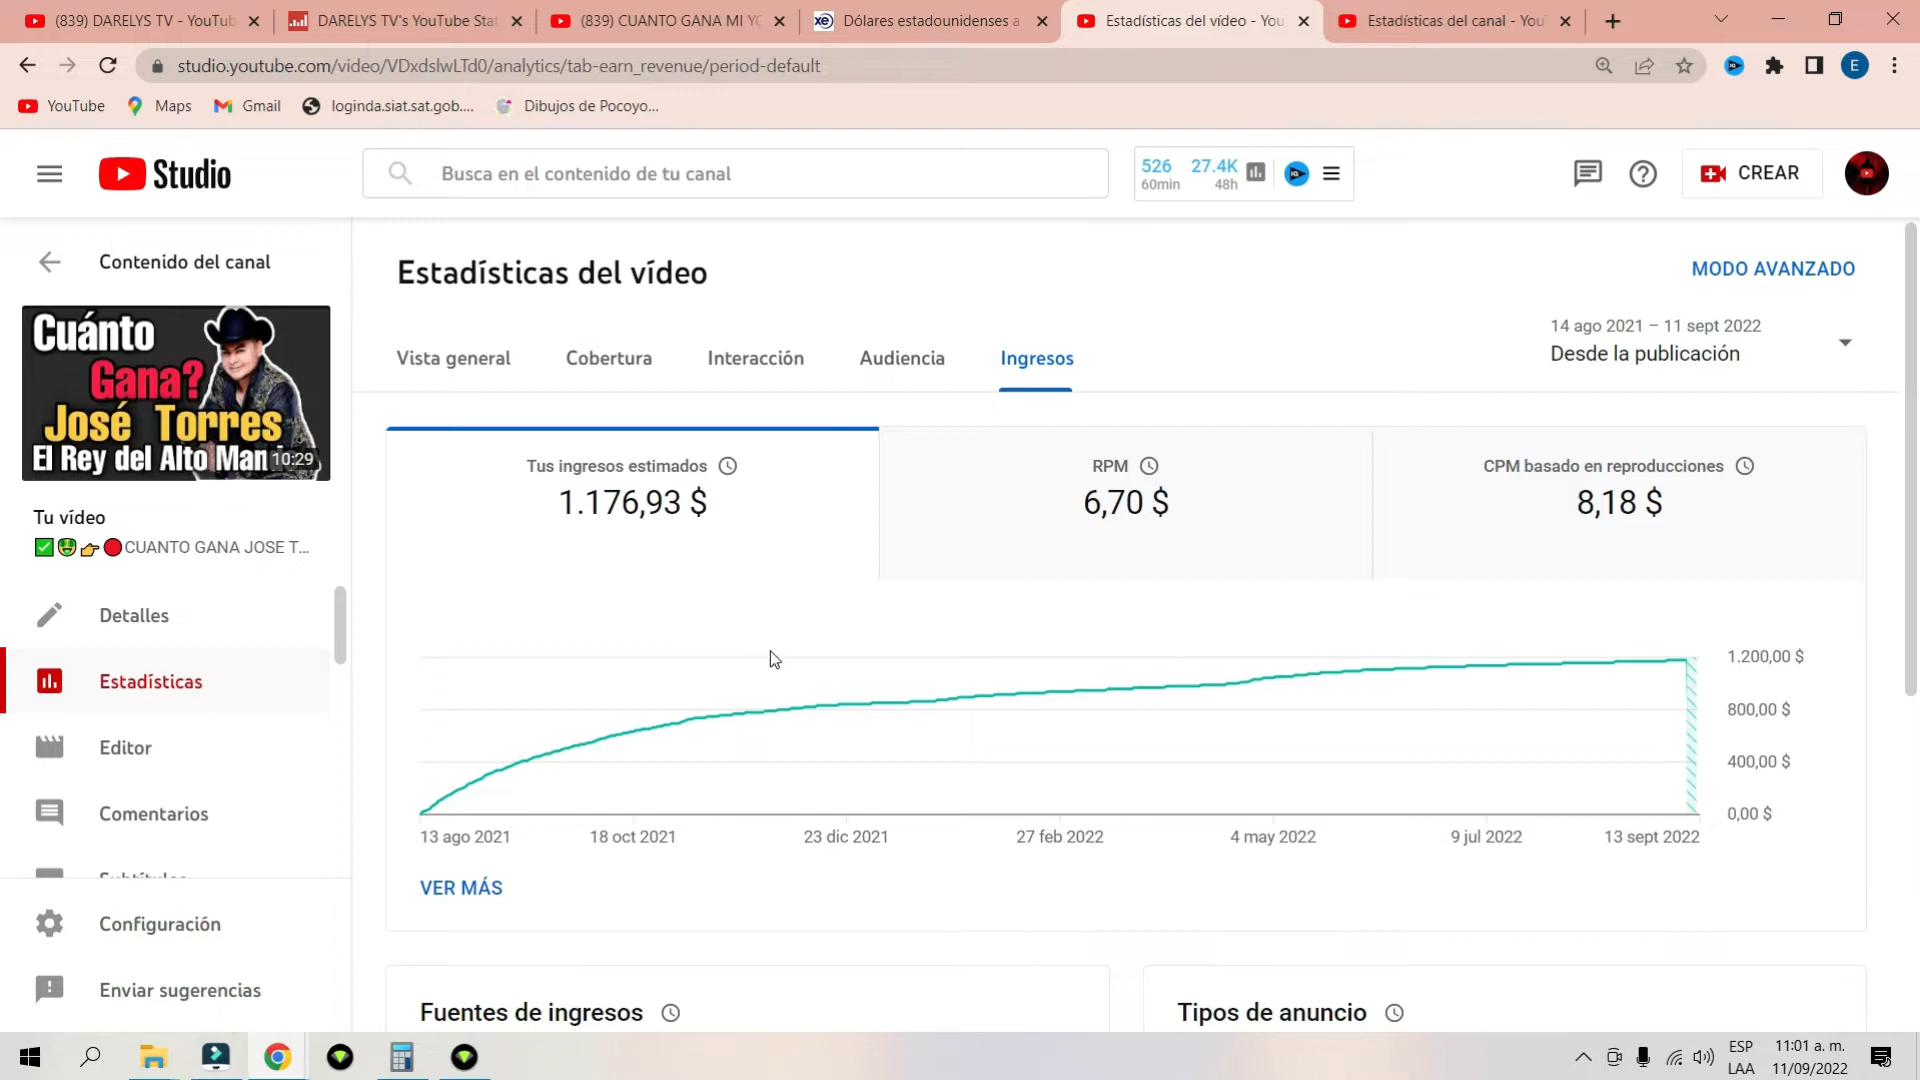 (839) DARELYS TV - YouTub
DARELYS TV's YouTube Stat
(839) CUANTO GANA MI YO
Dólares estadounidenses a
Estadísticas del vídeo - You
Estadísticas del canal - You
studio.youtube.com/video/VDxdslwLTd0/analytics/tab-earn_revenue/period-default
E
YouTube
Maps
Gmail
loginda.siat.sat.gob....
Dibujos de Pocoyo...
Studio
Busca en el contenido de tu canal
526
60min
27.4K
48h
CREAR
Contenido del canal
Cuánto
Gana?
José Torres
El Rey del Alto Man
10:29
Tu vídeo
CUANTO GANA JOSE T...
Detalles
Estadísticas
Editor
Comentarios
Subtítulos
Configuración
Enviar sugerencias
Estadísticas del vídeo
MODO AVANZADO
Vista general
Cobertura
Interacción
Audiencia
Ingresos
14 ago 2021 – 11 sept 2022
Desde la publicación
Tus ingresos estimados
1.176,93 $
RPM
6,70 $
CPM basado en reproducciones
8,18 $
1.200,00 $
800,00 $
400,00 $
0,00 $
13 ago 2021
18 oct 2021
23 dic 2021
27 feb 2022
4 may 2022
9 jul 2022
13 sept 2022
VER MÁS
Fuentes de ingresos
Tipos de anuncio
ESP
LAA
11:01 a. m.
11/09/2022